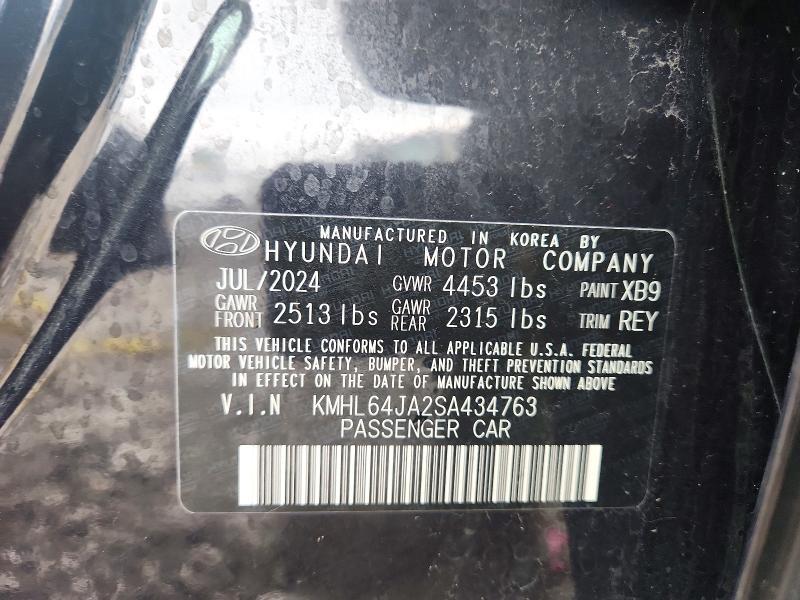 MANUFACTURED IN KOREA BY
HYUNDAI MOTOR COMPANY
JUL/2024 GVWR 4453 lbs PAINT XB9
GAWR FRONT 2513 lbs GAWR REAR 2315 lbs TRIM REY
THIS VEHICLE CONFORMS TO ALL APPLICABLE U.S.A. FEDERAL
MOTOR VEHICLE SAFETY, BUMPER, AND THEFT PREVENTION STANDARDS
IN EFFECT ON THE DATE OF MANUFACTURE SHOWN ABOVE
V.I.N KMHL64JA2SA434763
PASSENGER CAR